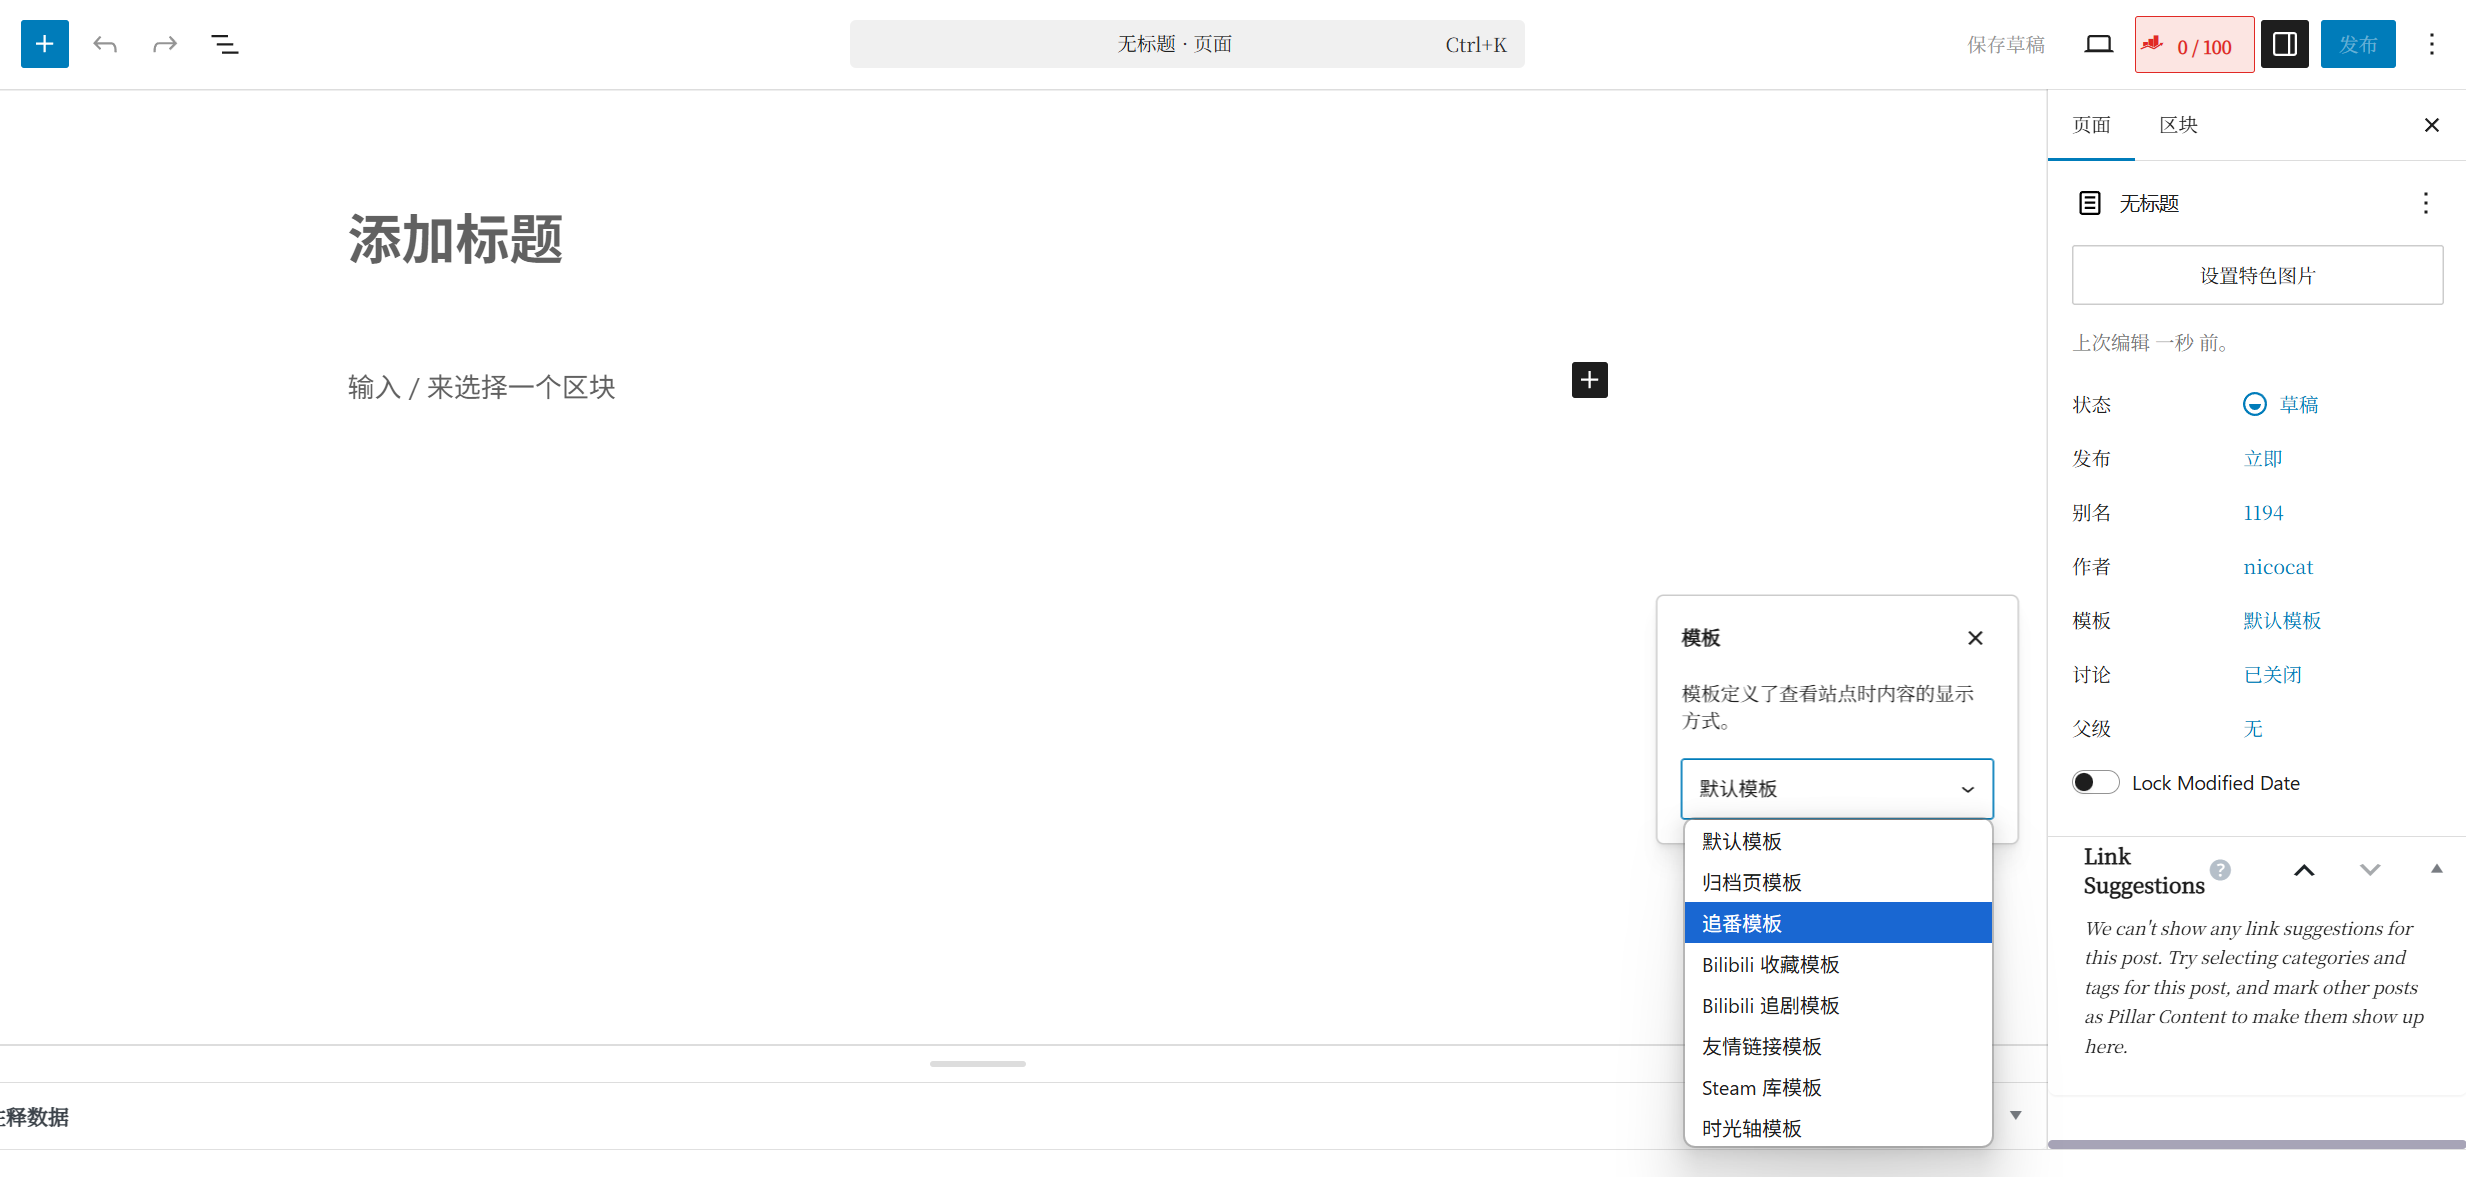 无标题 · 页面
Ctrl+K
保存草稿
0 / 100
发布
页面
区块
无标题
设置特色图片
上次编辑 一秒 前。
状态
草稿
发布
立即
别名
1194
作者
nicocat
模板
默认模板
讨论
已关闭
父级
无
Lock Modified Date
Link
Suggestions
?
We can't show any link suggestions for
this post. Try selecting categories and
tags for this post, and mark other posts
as Pillar Content to make them show up
here.
添加标题
输入 / 来选择一个区块
模板
模板定义了查看站点时内容的显示
方式。
默认模板
默认模板
归档页模板
追番模板
Bilibili 收藏模板
Bilibili 追剧模板
友情链接模板
Steam 库模板
时光轴模板
释数据